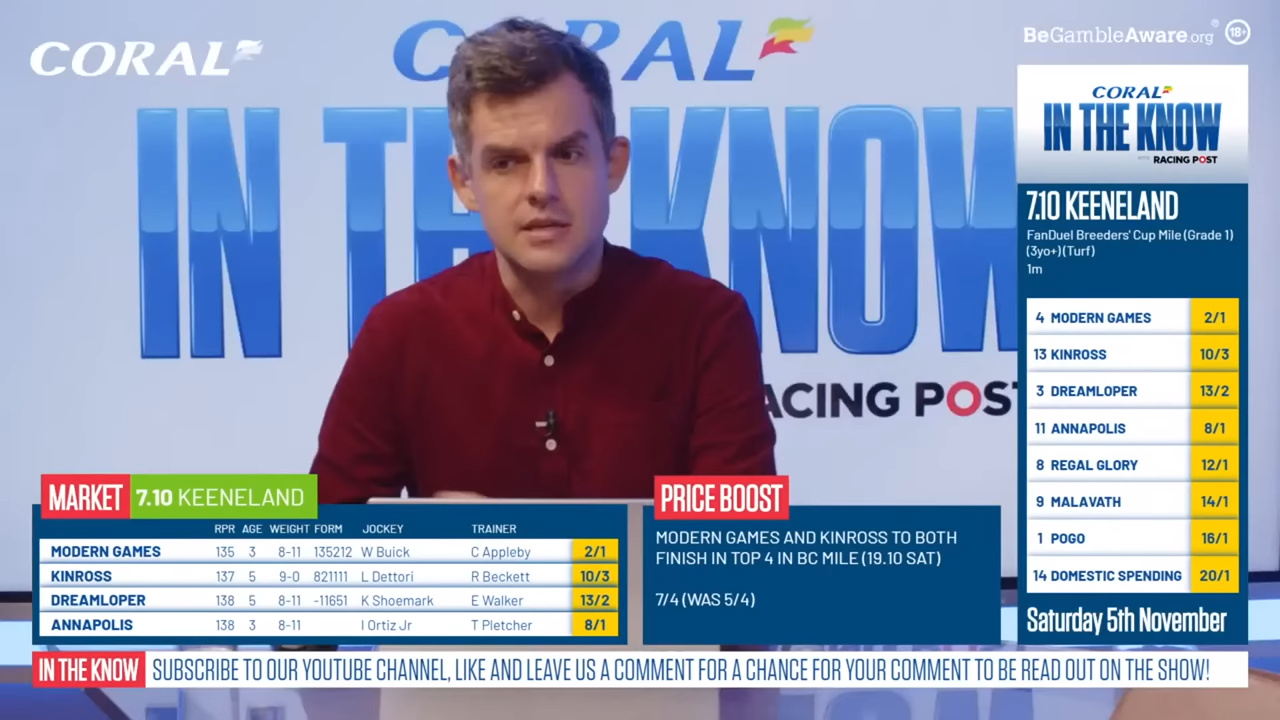 CORAL
CORAL
IN THE KNOW
ACING POST
BeGambleAware.org® 18+
CORAL
IN THE KNOW
WITH RACING POST
7.10 KEENELAND
FanDuel Breeders' Cup Mile (Grade 1)
(3yo+) (Turf)
1m
4 MODERN GAMES 2/1
13 KINROSS 10/3
3 DREAMLOPER 13/2
11 ANNAPOLIS 8/1
8 REGAL GLORY 12/1
9 MALAVATH 14/1
1 POGO 16/1
14 DOMESTIC SPENDING 20/1
Saturday 5th November
MARKET 7.10 KEENELAND
RPR AGE WEIGHT FORM JOCKEY TRAINER
MODERN GAMES 135 3 8-11 135212 W Buick C Appleby 2/1
KINROSS 137 5 9-0 821111 L Dettori R Beckett 10/3
DREAMLOPER 138 5 8-11 -11651 K Shoemark E Walker 13/2
ANNAPOLIS 138 3 8-11 I Ortiz Jr T Pletcher 8/1
PRICE BOOST
MODERN GAMES AND KINROSS TO BOTH
FINISH IN TOP 4 IN BC MILE (19.10 SAT)
7/4 (WAS 5/4)
IN THE KNOW SUBSCRIBE TO OUR YOUTUBE CHANNEL, LIKE AND LEAVE US A COMMENT FOR A CHANCE FOR YOUR COMMENT TO BE READ OUT ON THE SHOW!